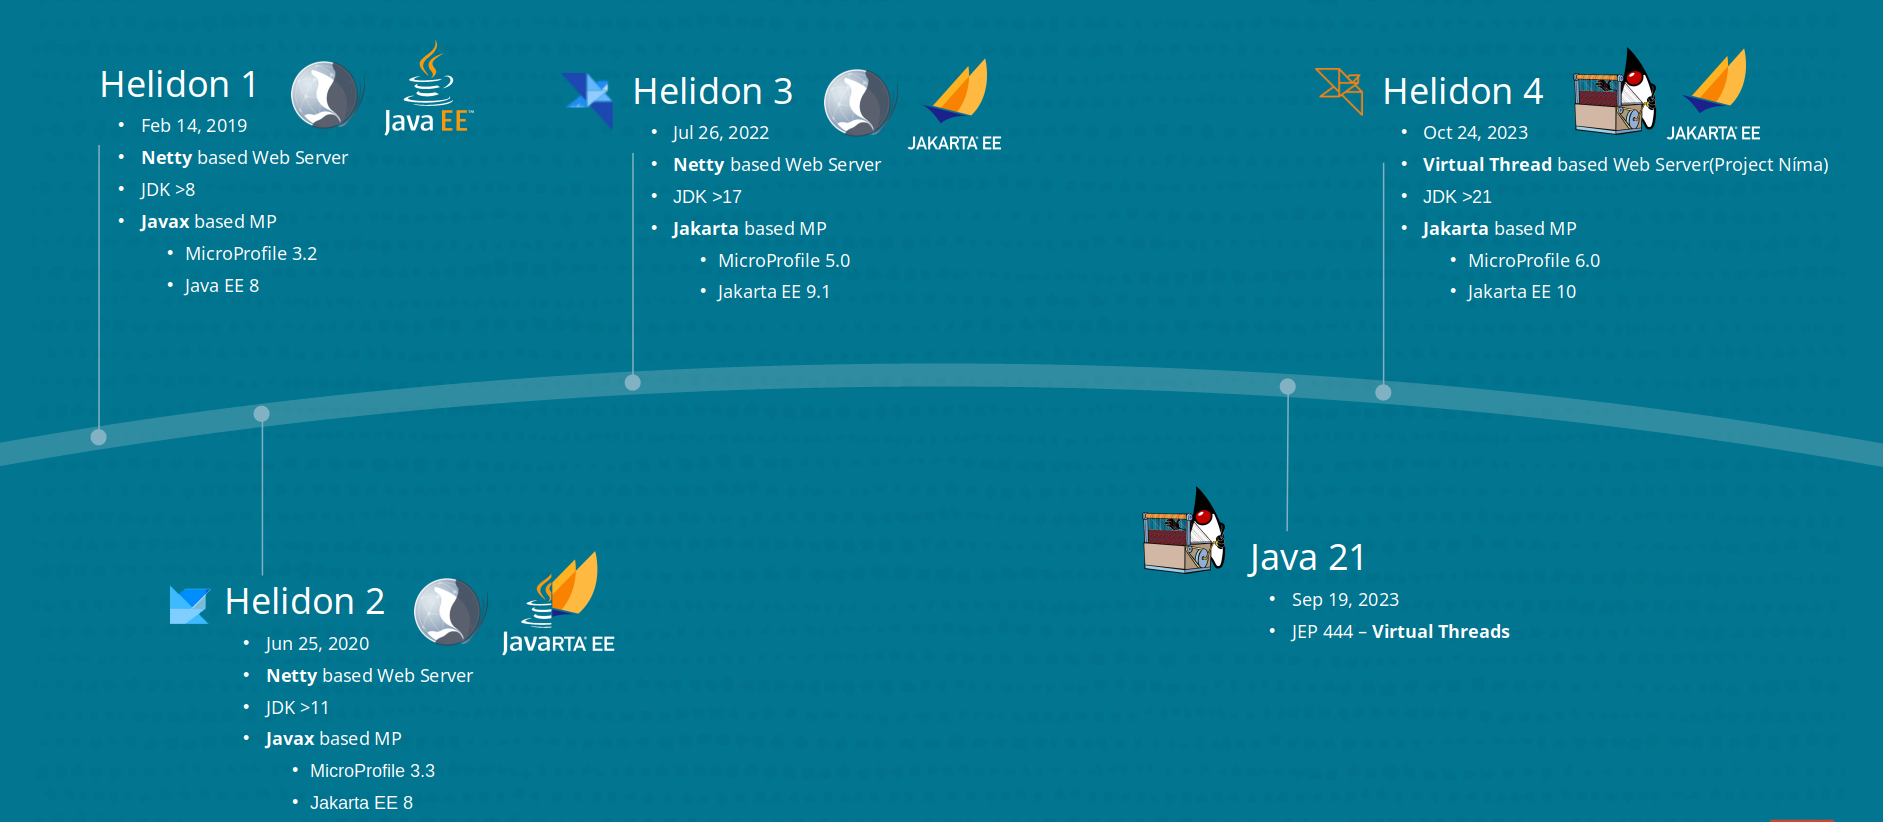 Helidon 1
Java EE™
• Feb 14, 2019
• Netty based Web Server
• JDK >8
• Javax based MP
• MicroProfile 3.2
• Java EE 8
Helidon 3
JAKARTA® EE
• Jul 26, 2022
• Netty based Web Server
• JDK >17
• Jakarta based MP
• MicroProfile 5.0
• Jakarta EE 9.1
Helidon 4
JAKARTA® EE
• Oct 24, 2023
• Virtual Thread based Web Server(Project Níma)
• JDK >21
• Jakarta based MP
• MicroProfile 6.0
• Jakarta EE 10
Helidon 2
JavaRTA® EE
• Jun 25, 2020
• Netty based Web Server
• JDK >11
• Javax based MP
• MicroProfile 3.3
• Jakarta EE 8
Java 21
• Sep 19, 2023
• JEP 444 – Virtual Threads